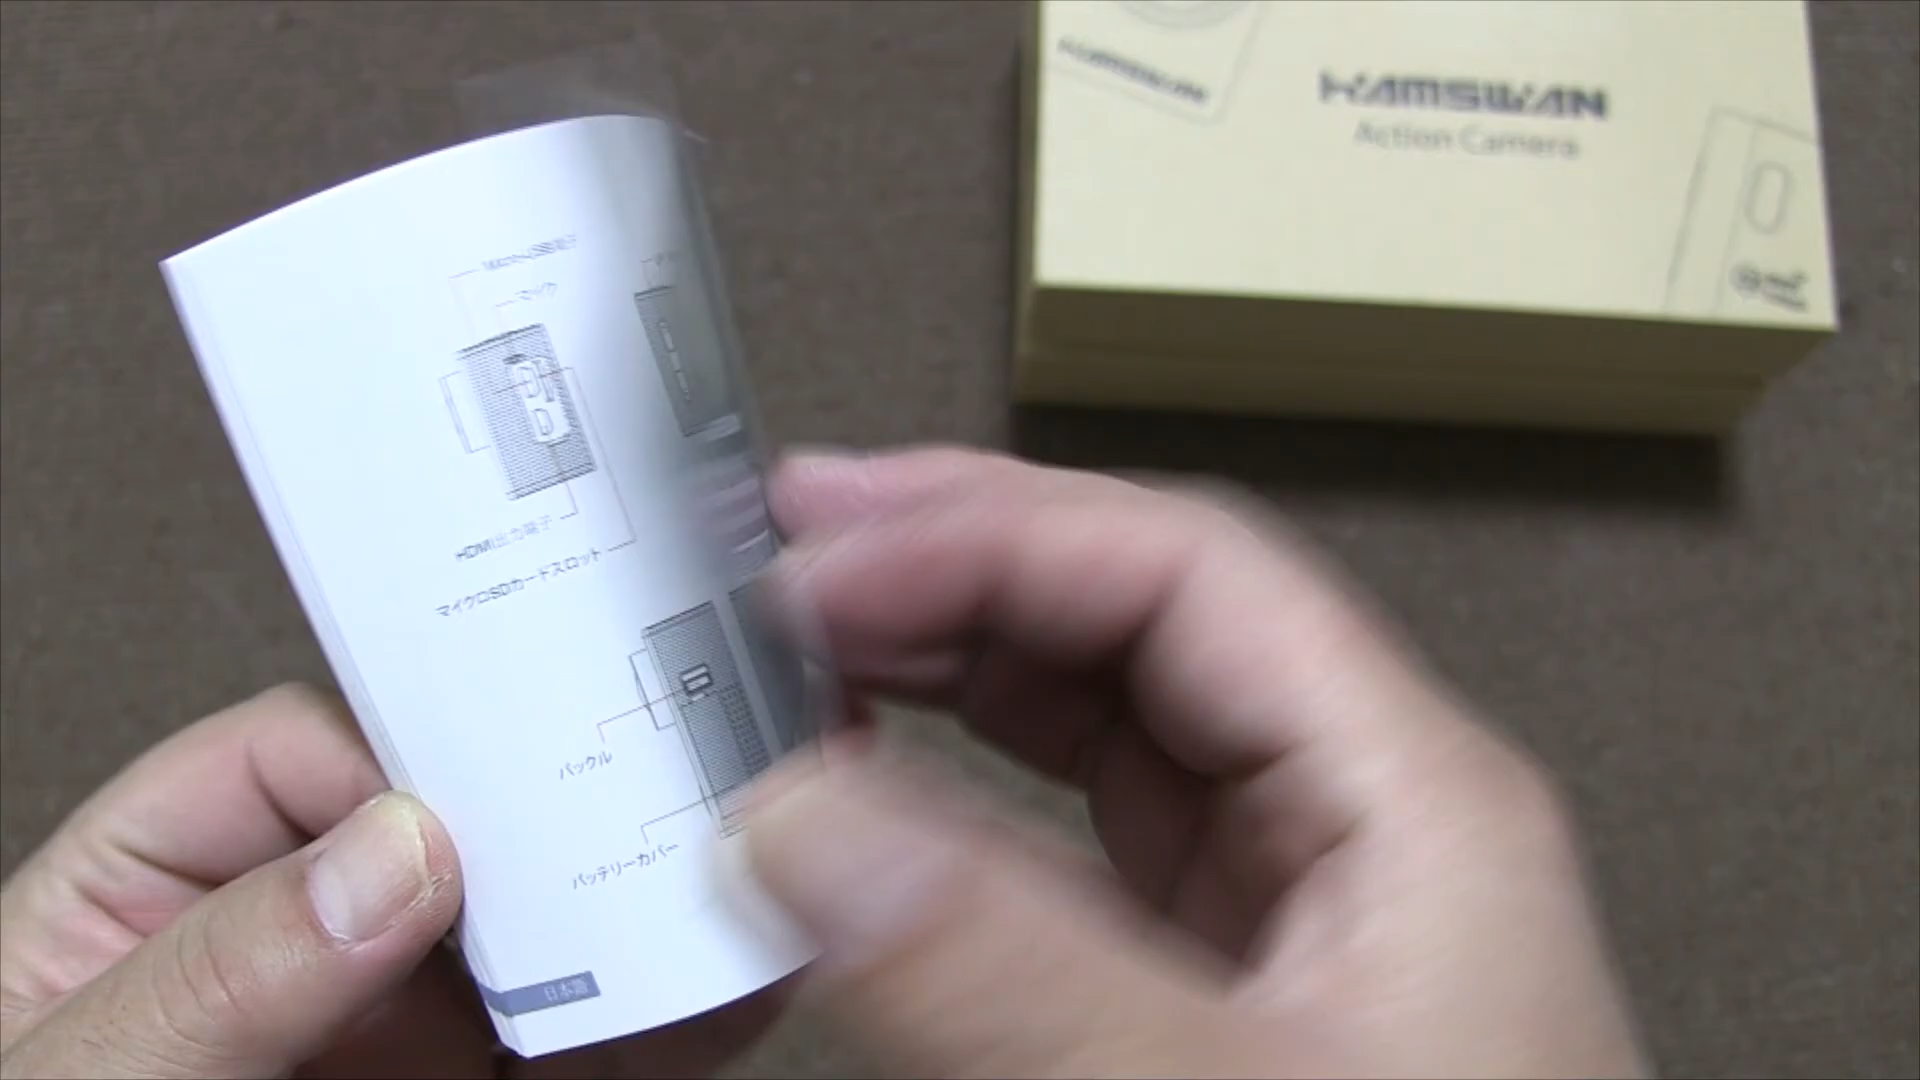 マイク
HDMI出力端子
マイクロSDカードスロット
バックル
バッテリーカバー
日本語
HAMSWAN
HAMSWAN
Action Camera